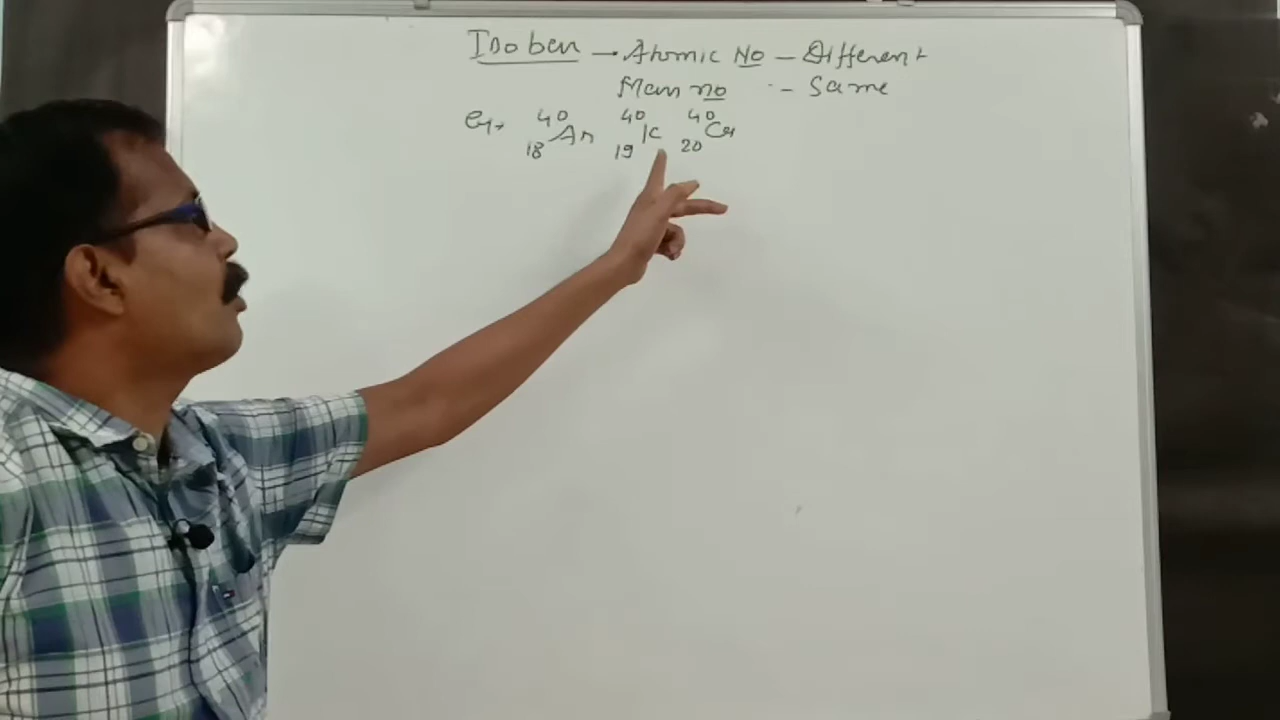 Isobar → Atomic No – Different
Mass no :- Same
Eg:- 40 18 Ar 40 19 K 40 20 Ca